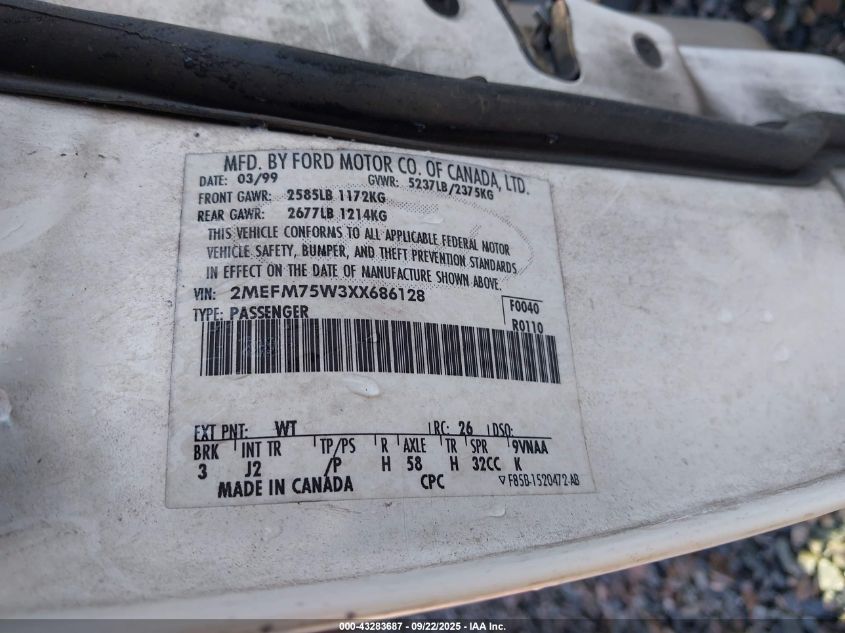 MFD. BY FORD MOTOR CO. OF CANADA, LTD.
DATE: 03/99 GVWR: 5237LB/2375KG
FRONT GAWR: 2585LB 1172KG
REAR GAWR: 2677LB 1214KG
THIS VEHICLE CONFORMS TO ALL APPLICABLE FEDERAL MOTOR
VEHICLE SAFETY, BUMPER, AND THEFT PREVENTION STANDARDS
IN EFFECT ON THE DATE OF MANUFACTURE SHOWN ABOVE.
VIN: 2MEFM75W3XX686128 F0040
TYPE: PASSENGER R0110
EXT PNT: WT RC: 26 DSO:
BRK INT TR TP/PS R AXLE TR SPR 9VNAA
3 J2 /P H 58 H 32CC K
MADE IN CANADA CPC ▽F85B-1520472-AB
000-43283687 - 09/22/2025 - IAA Inc.